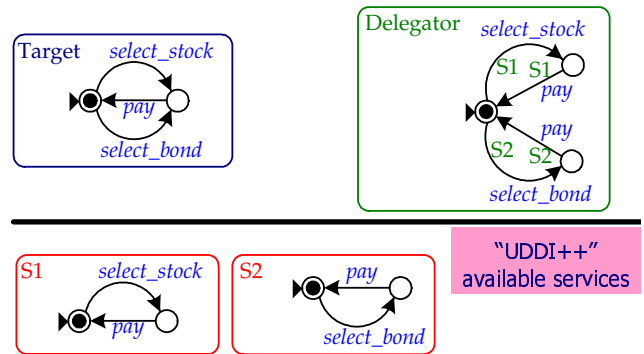 Target
select_stock
pay
select_bond
Delegator
select_stock
S1
S1
pay
pay
S2
S2
select_bond
S1
select_stock
pay
S2
pay
select_bond
“UDDI++”
available services